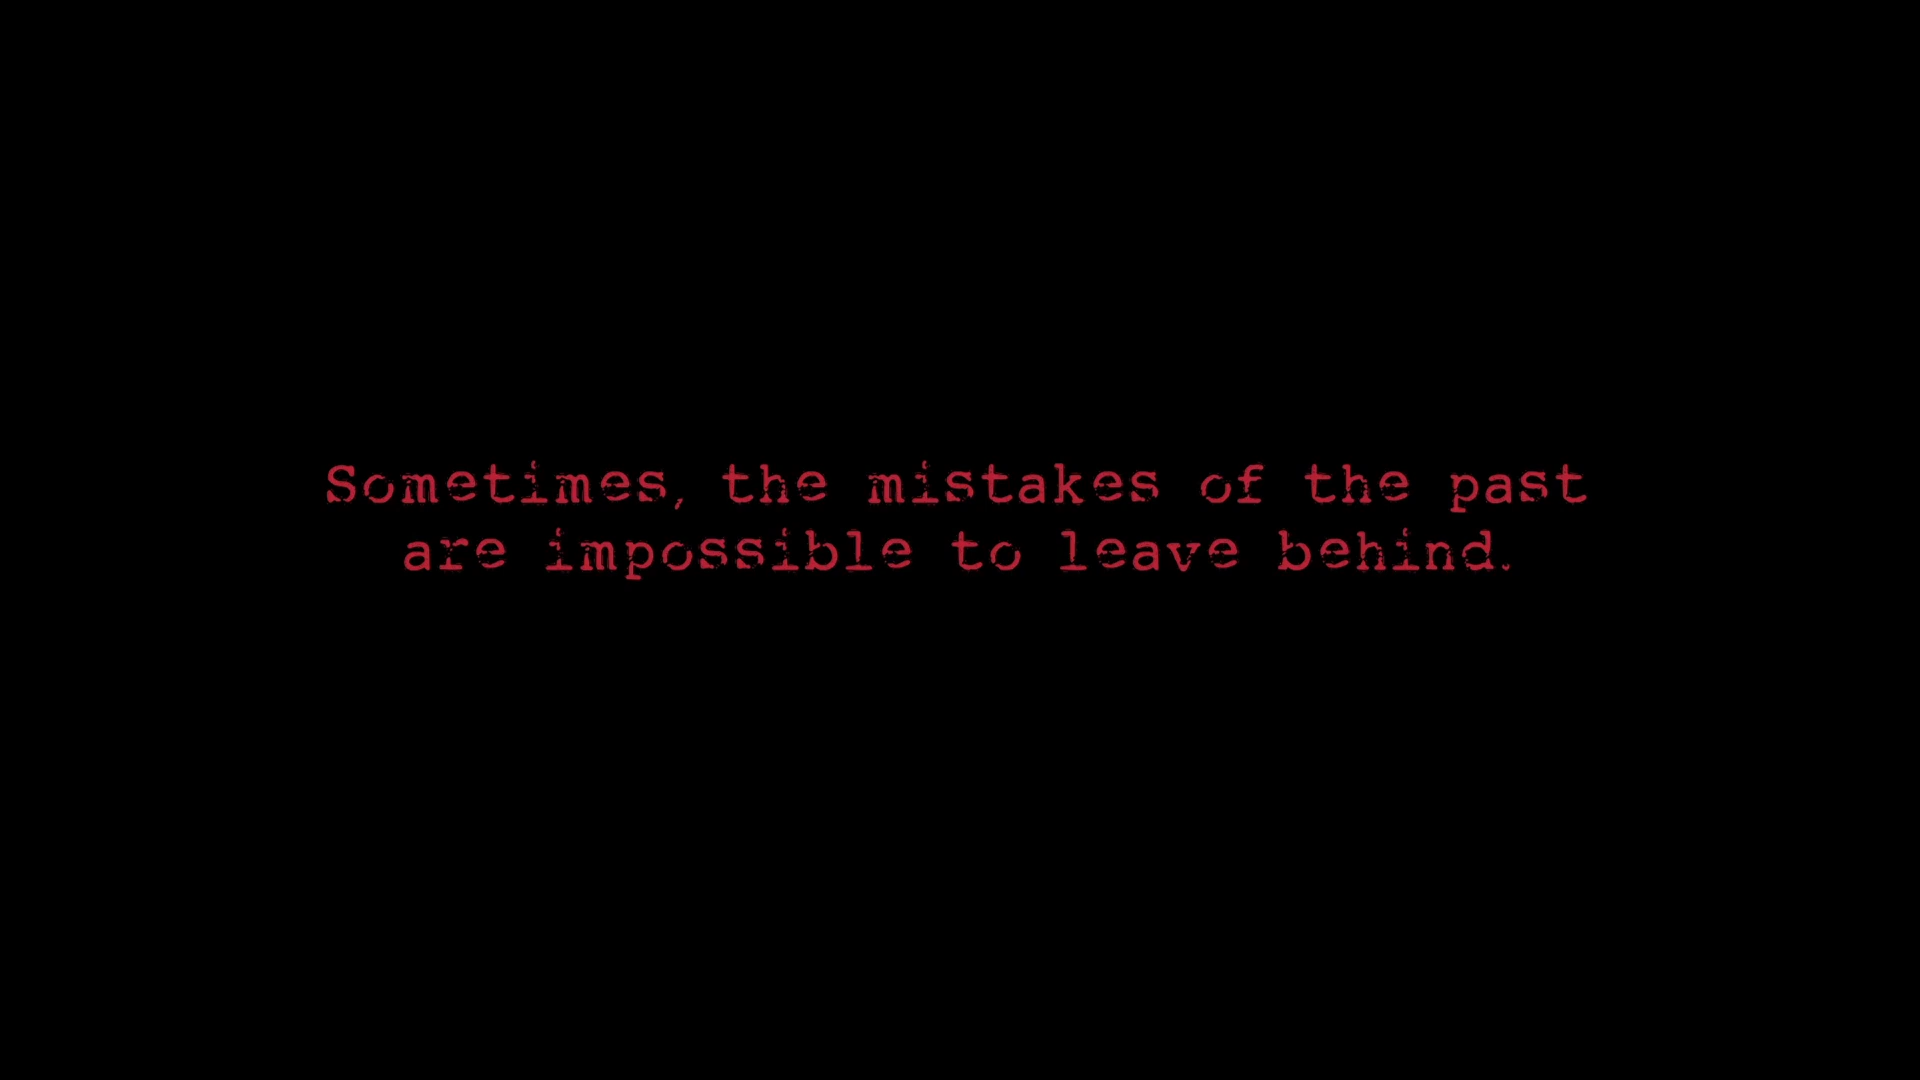 Sometimes, the mistakes of the past
are impossible to leave behind.